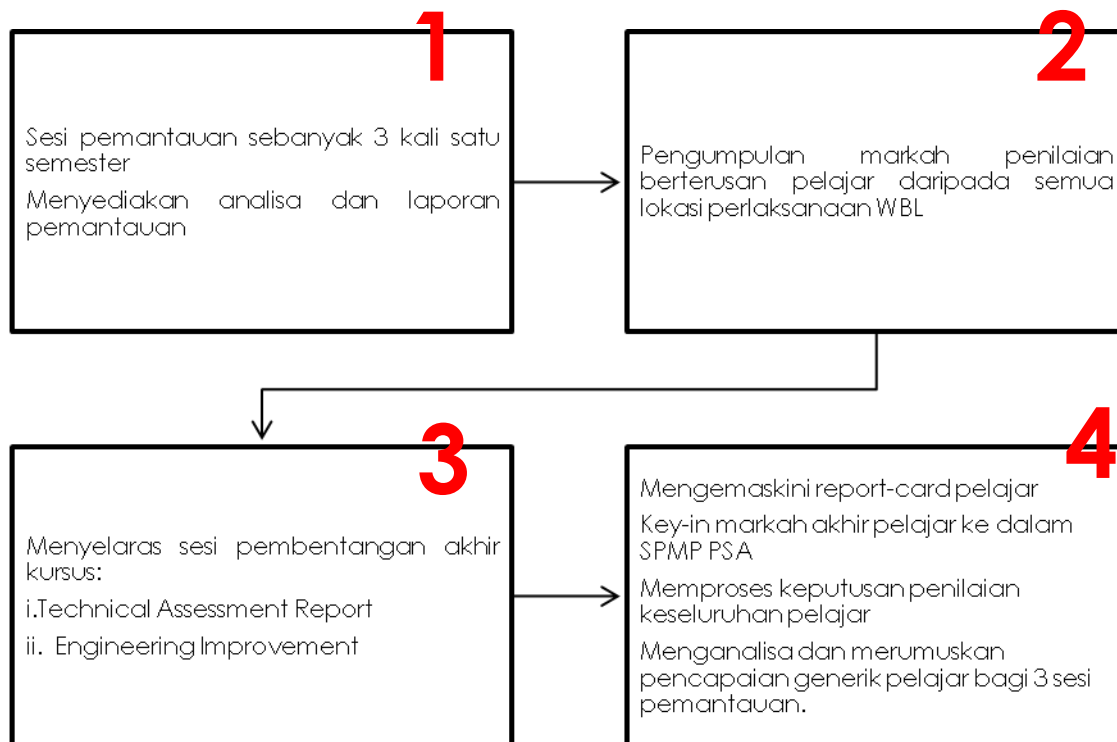 1
Sesi pemantauan sebanyak 3 kali satu
semester
Menyediakan analisa dan laporan
pemantauan
2
Pengumpulan markah penilaian
berterusan pelajar daripada semua
lokasi perlaksanaan WBL
3
Menyelaras sesi pembentangan akhir
kursus:
i.Technical Assessment Report
ii. Engineering Improvement
4
Mengemaskini report-card pelajar
Key-in markah akhir pelajar ke dalam
SPMP PSA
Memproses keputusan penilaian
keseluruhan pelajar
Menganalisa dan merumuskan
pencapaian generik pelajar bagi 3 sesi
pemantauan.